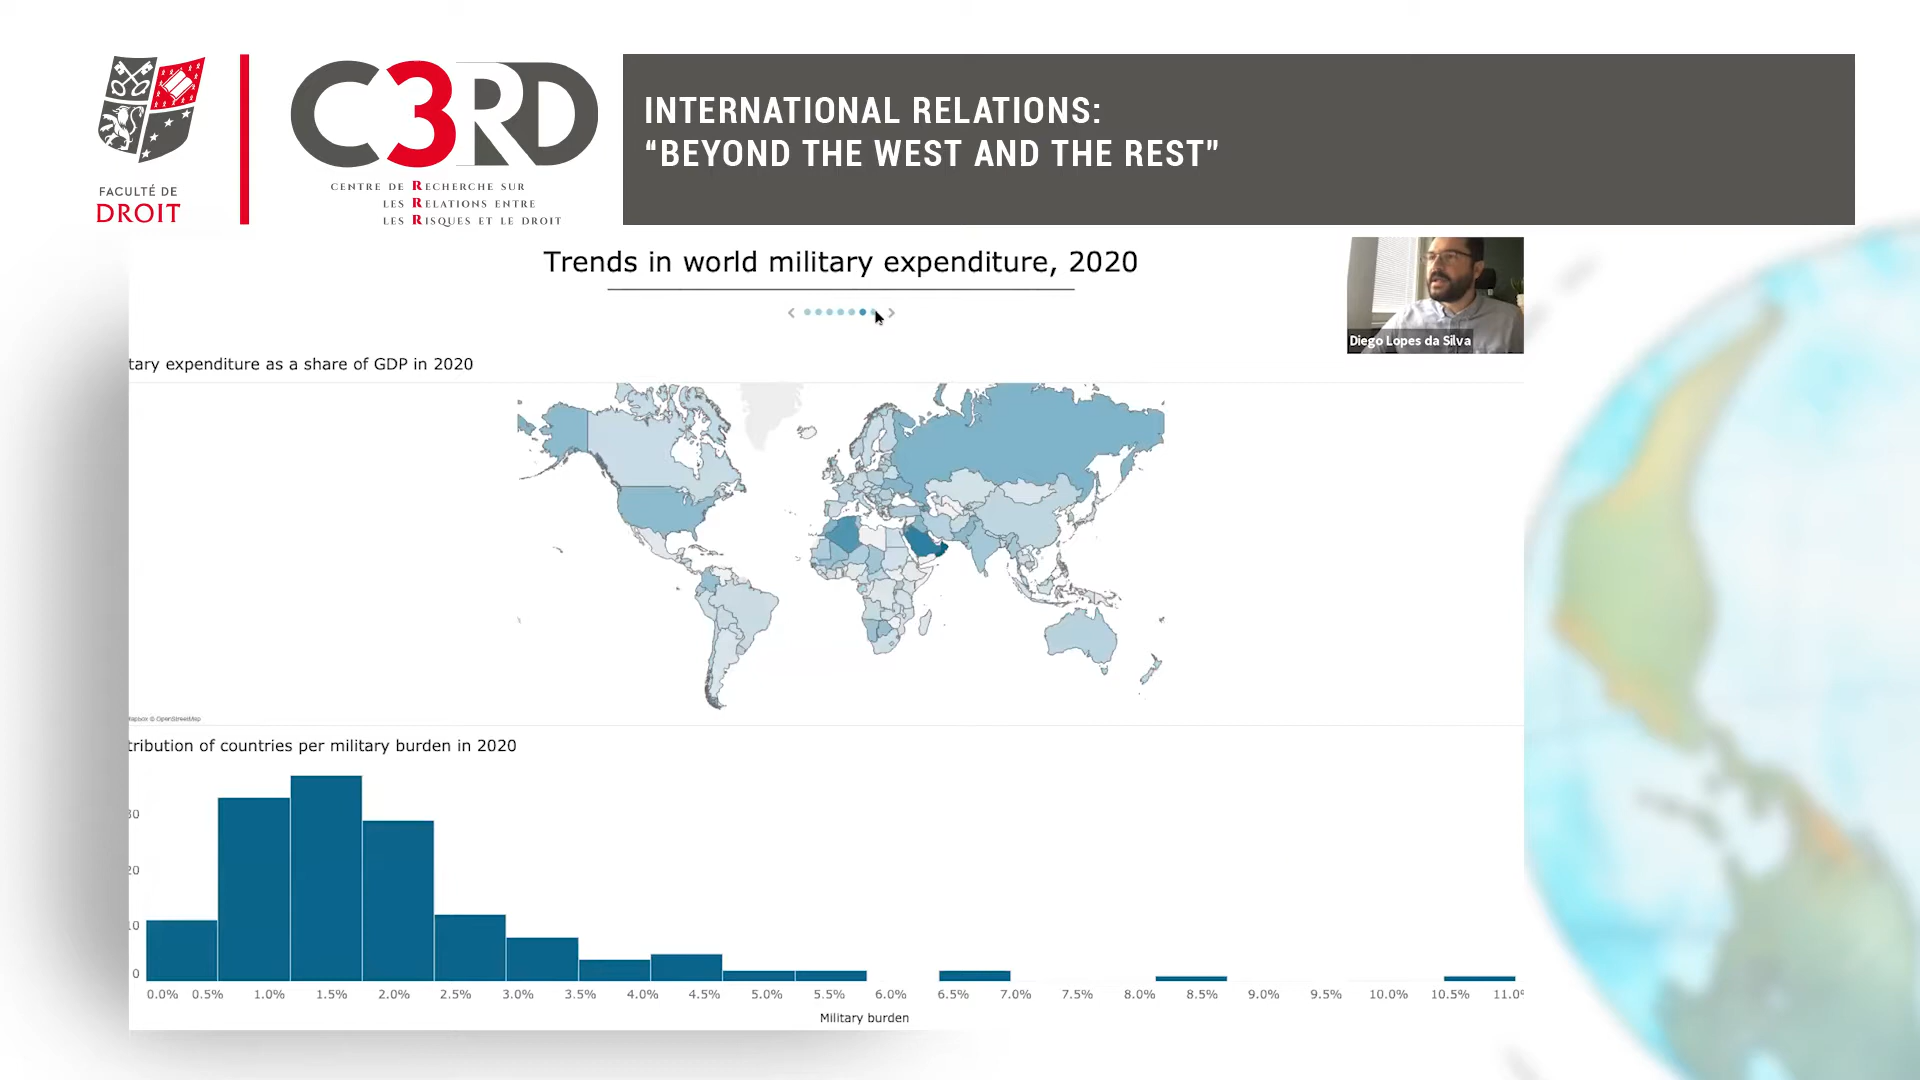 FACULTÉ DE
DROIT
C3RD
CENTRE DE RECHERCHE SUR
LES RELATIONS ENTRE
LES RISQUES ET LE DROIT
INTERNATIONAL RELATIONS:
“BEYOND THE WEST AND THE REST”
Trends in world military expenditure, 2020
Diego Lopes da Silva
tary expenditure as a share of GDP in 2020
apbox © OpenStreetMap
tribution of countries per military burden in 2020
30
20
10
0
0.0% 0.5% 1.0% 1.5% 2.0% 2.5% 3.0% 3.5% 4.0% 4.5% 5.0% 5.5% 6.0% 6.5% 7.0% 7.5% 8.0% 8.5% 9.0% 9.5% 10.0% 10.5% 11.0
Military burden